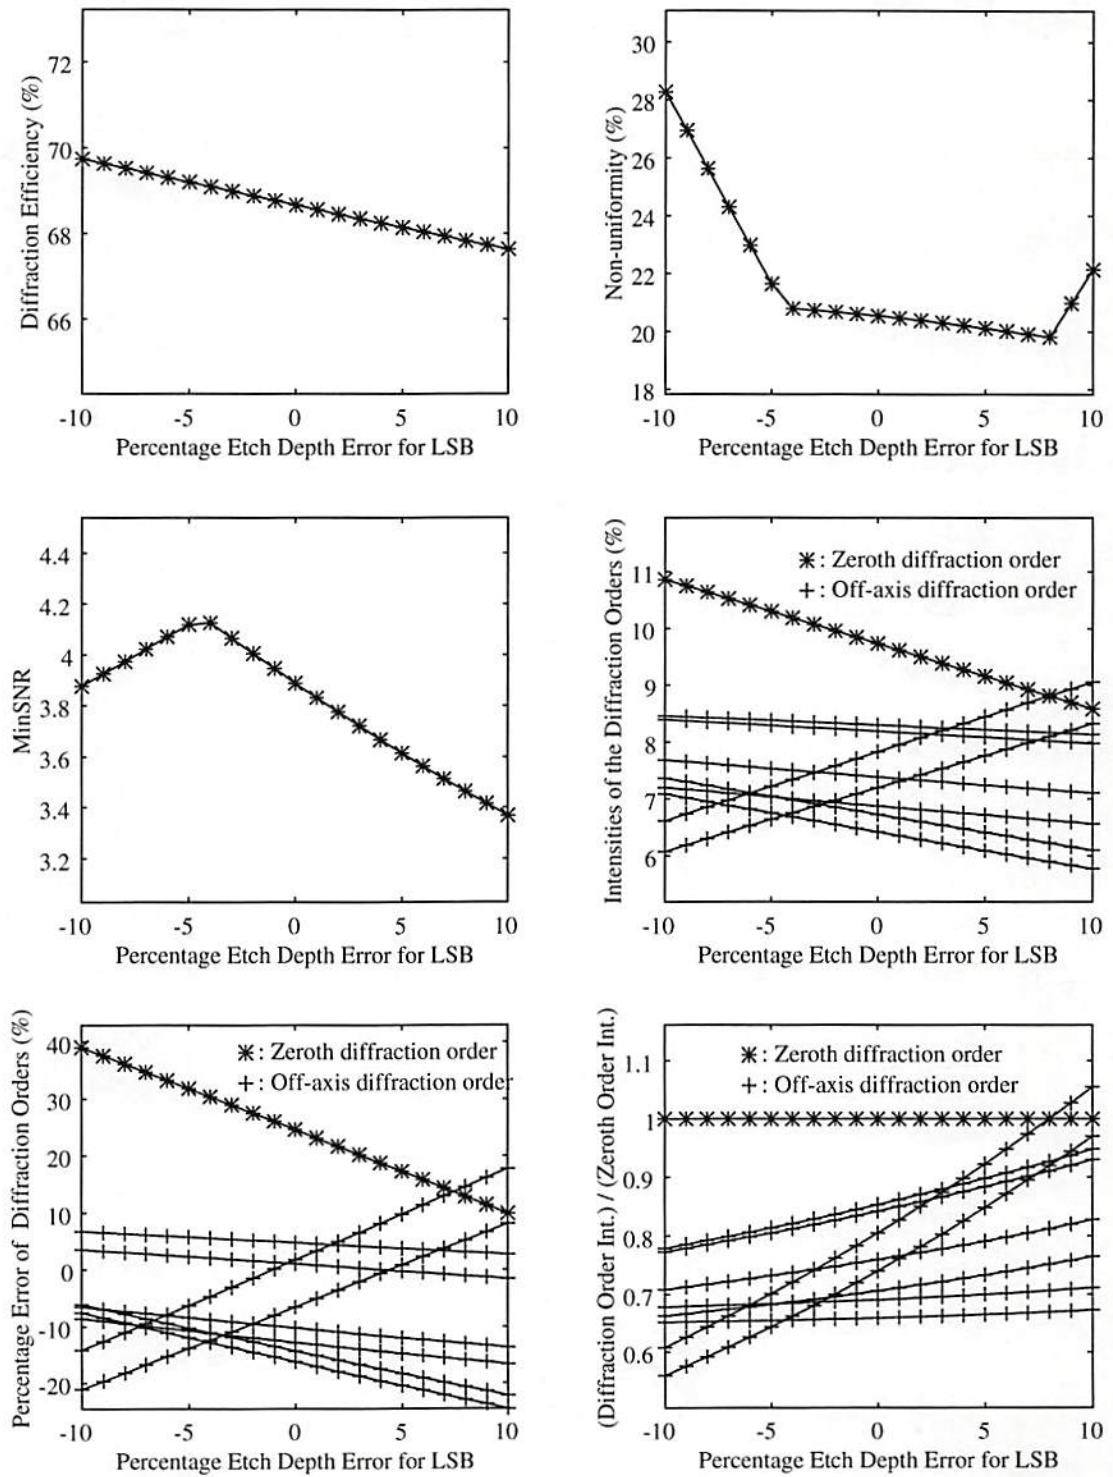 Diffraction Efficiency (%)
72
70
68
66
-10 -5 0 5 10
Percentage Etch Depth Error for LSB
Non-uniformity (%)
30
28
26
24
22
20
18
-10 -5 0 5 10
Percentage Etch Depth Error for LSB
MinSNR
4.4
4.2
4
3.8
3.6
3.4
3.2
-10 -5 0 5 10
Percentage Etch Depth Error for LSB
Intensities of the Diffraction Orders (%)
11
10
9
8
7
6
: Zeroth diffraction order
: Off-axis diffraction order
-10 -5 0 5 10
Percentage Etch Depth Error for LSB
Percentage Error of Diffraction Orders (%)
40
30
20
10
0
-10
-20
: Zeroth diffraction order
: Off-axis diffraction order
-10 -5 0 5 10
Percentage Etch Depth Error for LSB
(Diffraction Order Int.) / (Zeroth Order Int.)
1.1
1
0.9
0.8
0.7
0.6
: Zeroth diffraction order
: Off-axis diffraction order
-10 -5 0 5 10
Percentage Etch Depth Error for LSB